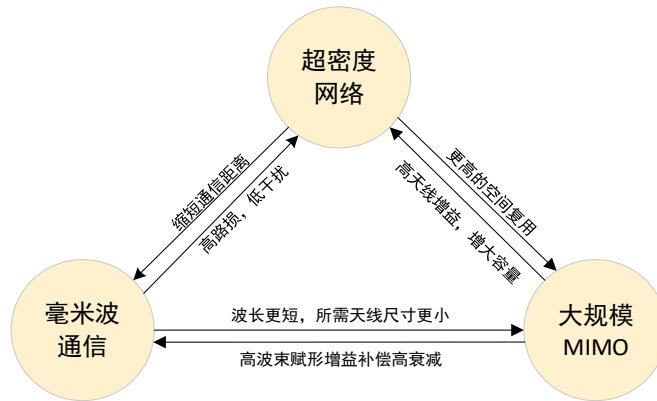 超密度
网络
缩短通信距离
高路损，低干扰
更高的空间复用
高天线增益，增大容量
毫米波
通信
波长更短，所需天线尺寸更小
高波束赋形增益补偿高衰减
大规模
MIMO